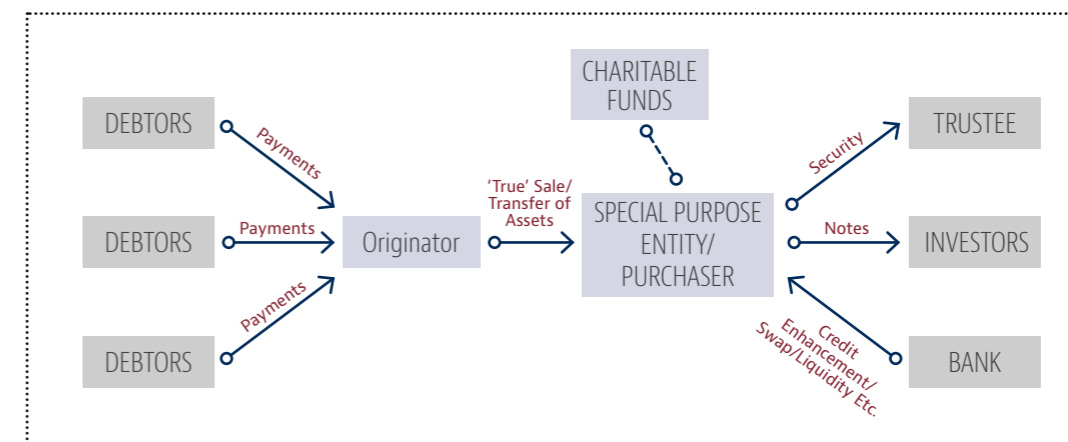 CHARITABLE
FUNDS
DEBTORS
Payments
TRUSTEE
Security
'True' Sale/
Transfer of
Assets
DEBTORS
Payments
Originator
SPECIAL PURPOSE
ENTITY/
PURCHASER
Notes
INVESTORS
Payments
DEBTORS
Credit
Enhancement/
Swap/Liquidity Etc.
BANK